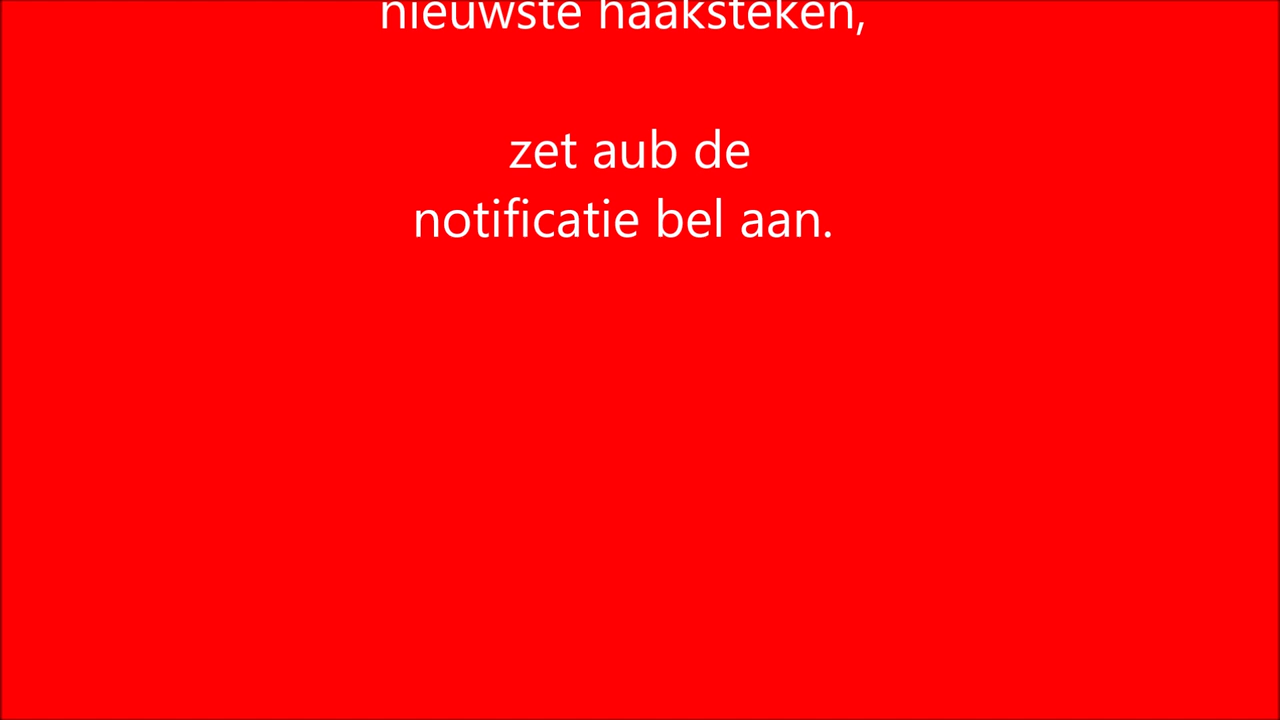 nieuwste haaksteken,
zet aub de
notificatie bel aan.